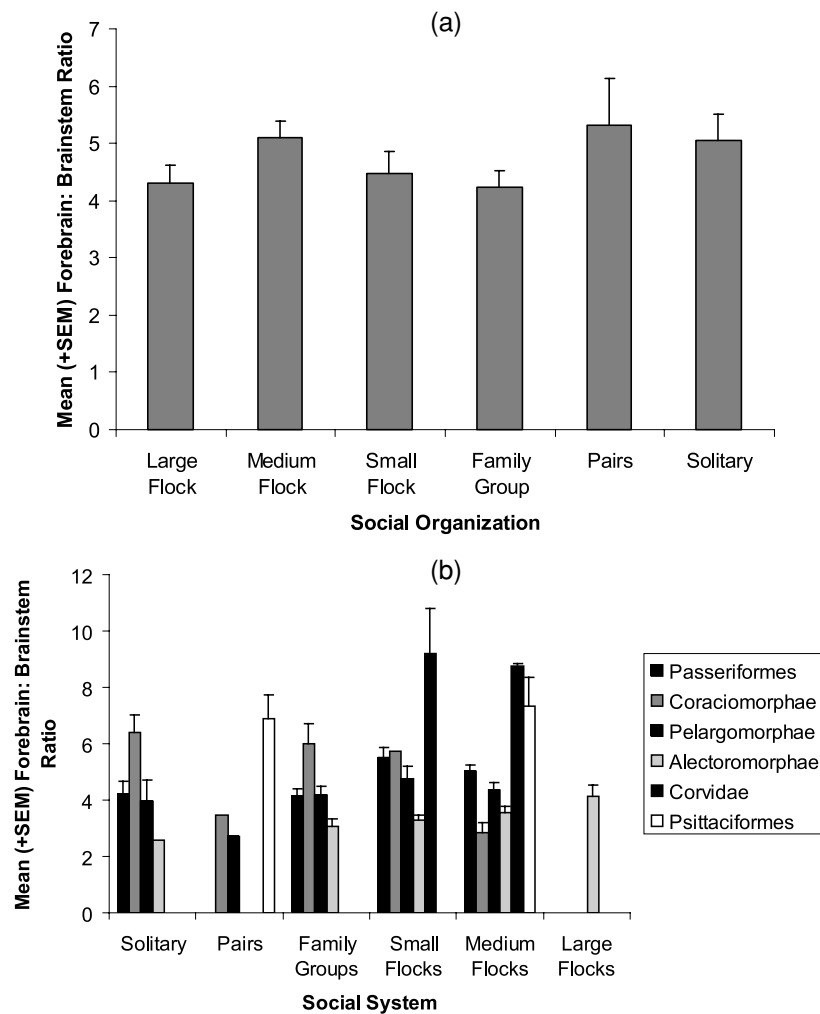 (a)
Mean (+SEM) Forebrain: Brainstem Ratio
7
6
5
4
3
2
1
0
Large Flock
Medium Flock
Small Flock
Family Group
Pairs
Solitary
Social Organization
(b)
Mean (+SEM) Forebrain: Brainstem
Ratio
12
10
8
6
4
2
0
Solitary
Pairs
Family Groups
Small Flocks
Medium Flocks
Large Flocks
Social System
Passeriformes
Coraciomorphae
Pelargomorphae
Alectoromorphae
Corvidae
Psittaciformes